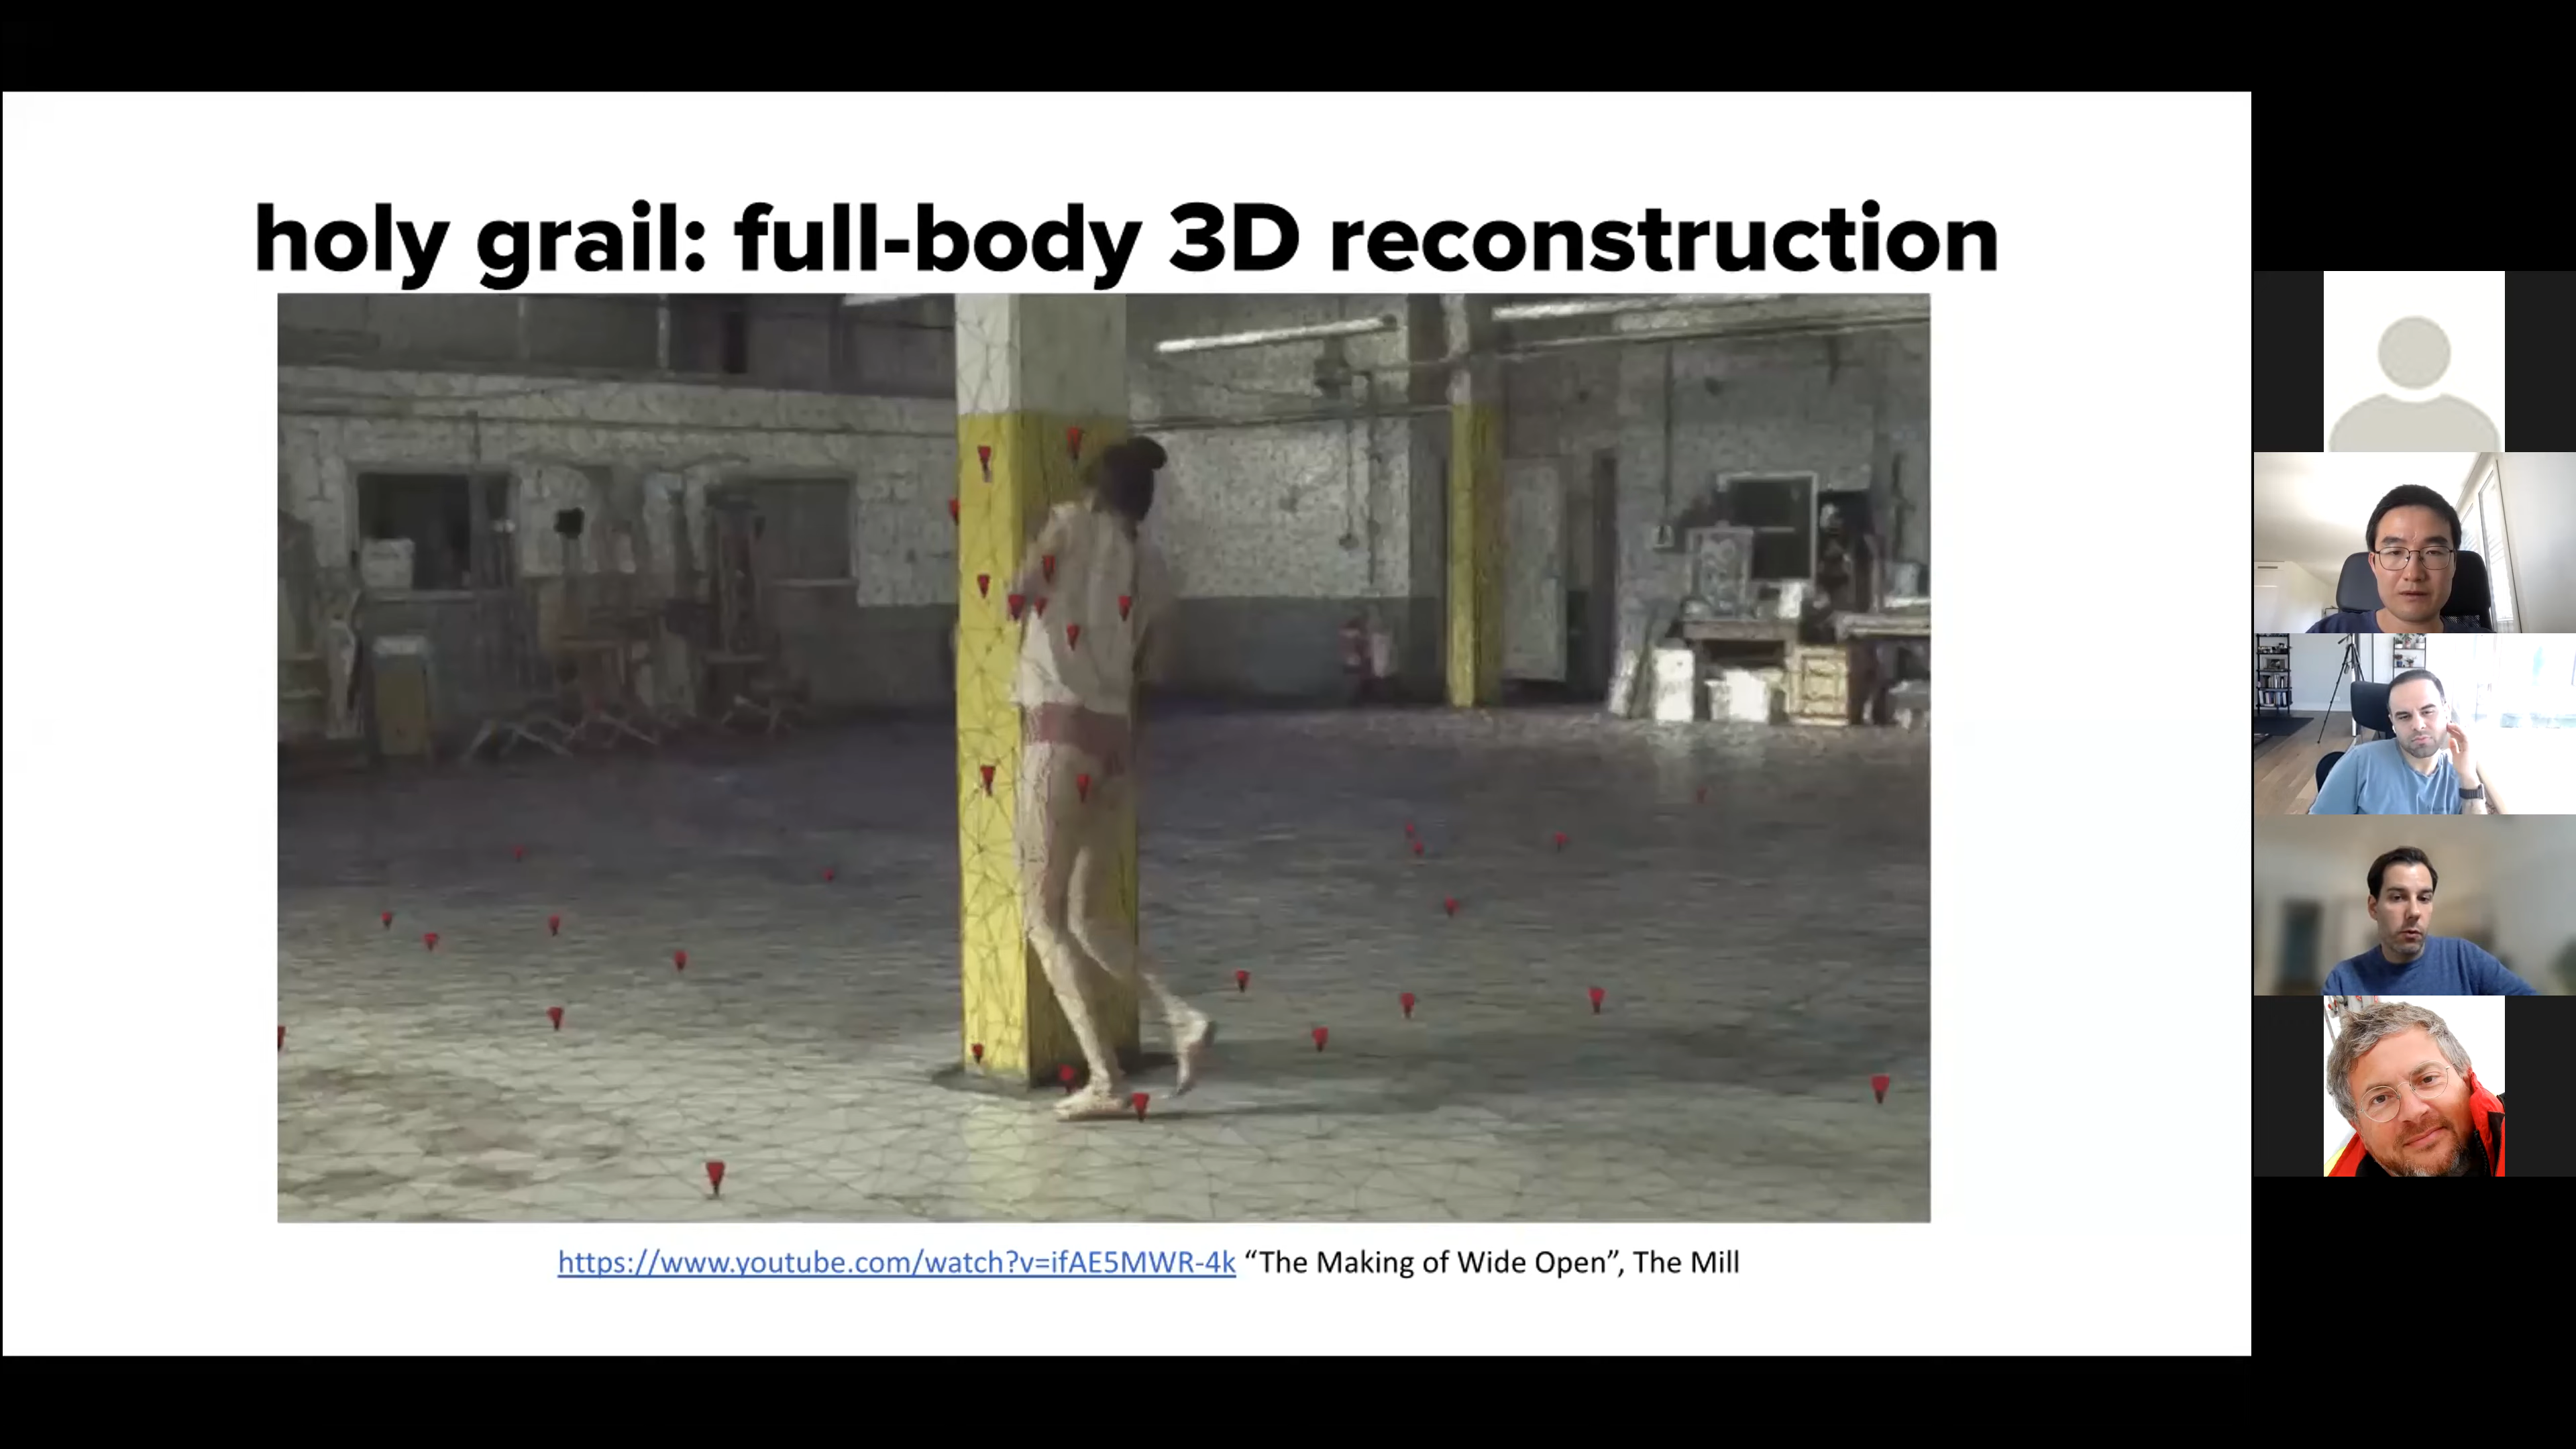 holy grail: full-body 3D reconstruction
https://www.youtube.com/watch?v=ifAE5MWR-4k “The Making of Wide Open”, The Mill